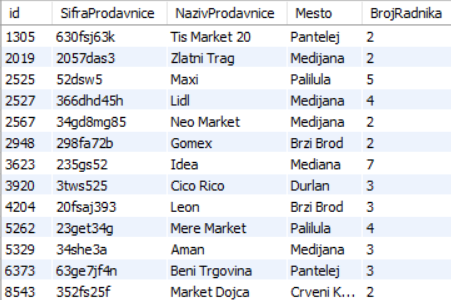 id SifraProdavnice NazivProdavnice Mesto BrojRadnika
1305 630fsj63k Tis Market 20 Pantelej 2
2019 2057das3 Zlatni Trag Medijana 2
2525 52dsw5 Maxi Palilula 5
2527 366dhd45h Lidl Medijana 4
2567 34gd8mg85 Neo Market Medijana 2
2948 298fa72b Gomex Brzi Brod 2
3623 235gs52 Idea Mediana 7
3920 3tws525 Cico Rico Durlan 3
4204 20fsaj393 Leon Brzi Brod 3
5262 23get34g Mere Market Palilula 4
5329 34she3a Aman Medijana 3
6373 63ge7jf4n Beni Trgovina Pantelej 3
8543 352fs25f Market Dojca Crveni K... 2